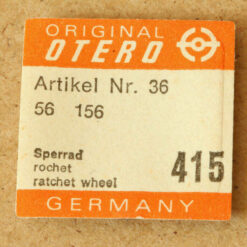 ORIGINAL
OTERO
Artikel Nr. 36
56 156
Sperrad
rochet
ratchet wheel
415
GERMANY